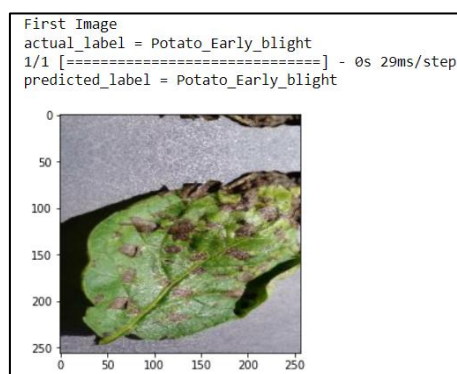 First Image
actual_label = Potato_Early_blight
1/1 [==============================] - 0s 29ms/step
predicted_label = Potato_Early_blight
0
50
100
150
200
250
0 50 100 150 200 250